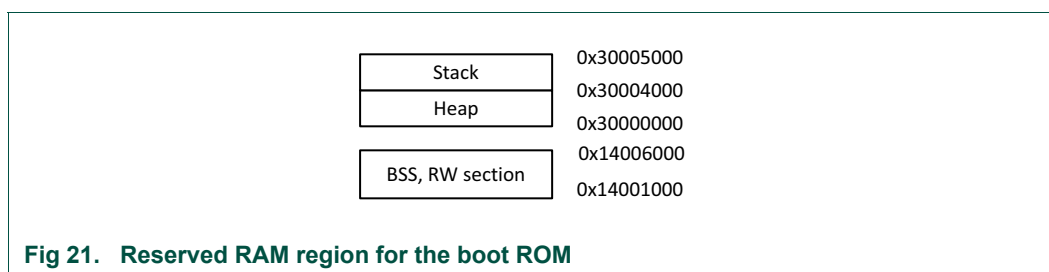 Stack
0x30005000
0x30004000
Heap
0x30000000
0x14006000
BSS, RW section
0x14001000
Fig 21. Reserved RAM region for the boot ROM